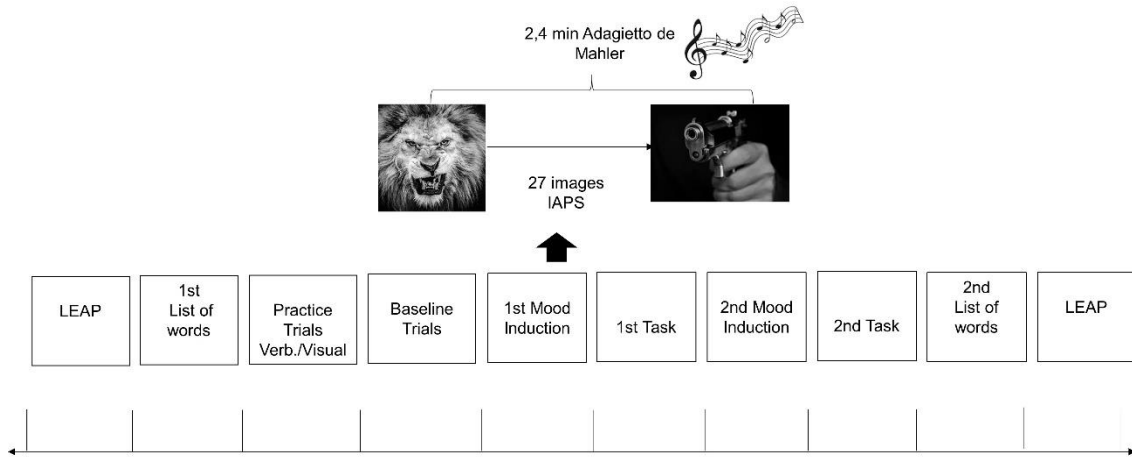 2,4 min Adagietto de
Mahler
27 images
IAPS
LEAP
1st
List of
words
Practice
Trials
Verb./Visual
Baseline
Trials
1st Mood
Induction
1st Task
2nd Mood
Induction
2nd Task
2nd
List of
words
LEAP